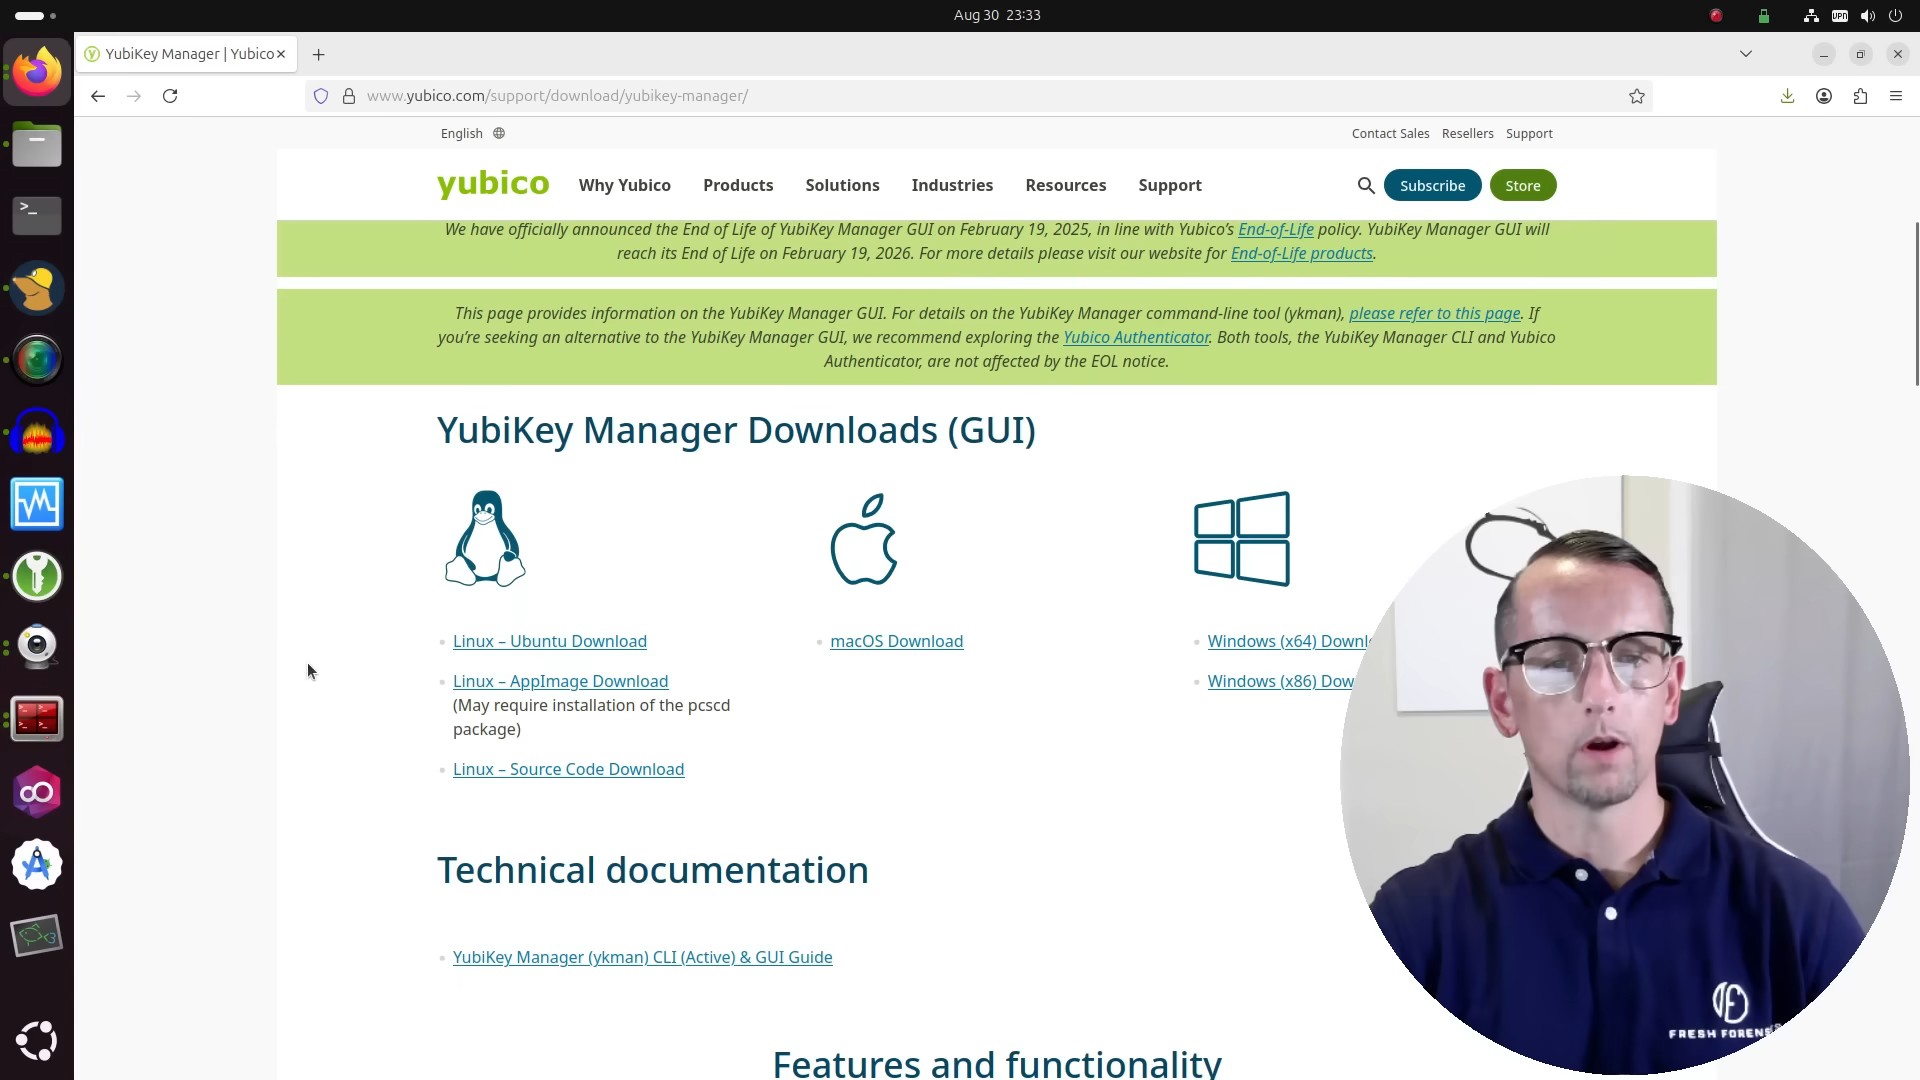 Aug 30 23:33
VPN
YubiKey Manager | Yubico
www.yubico.com/support/download/yubikey-manager/
English
Contact Sales Resellers Support
yubico
Why Yubico Products Solutions Industries Resources Support
Subscribe Store
We have officially announced the End of Life of YubiKey Manager GUI on February 19, 2025, in line with Yubico's End-of-Life policy. YubiKey Manager GUI will
reach its End of Life on February 19, 2026. For more details please visit our website for End-of-Life products.
This page provides information on the YubiKey Manager GUI. For details on the YubiKey Manager command-line tool (ykman), please refer to this page. If
you're seeking an alternative to the YubiKey Manager GUI, we recommend exploring the Yubico Authenticator. Both tools, the YubiKey Manager CLI and Yubico
Authenticator, are not affected by the EOL notice.
YubiKey Manager Downloads (GUI)
Linux – Ubuntu Download
Linux – AppImage Download
(May require installation of the pcscd
package)
Linux – Source Code Download
macOS Download
Windows (x64) Downl
Windows (x86) Dow
Technical documentation
YubiKey Manager (ykman) CLI (Active) & GUI Guide
Features and functionality
FRESH FORENS